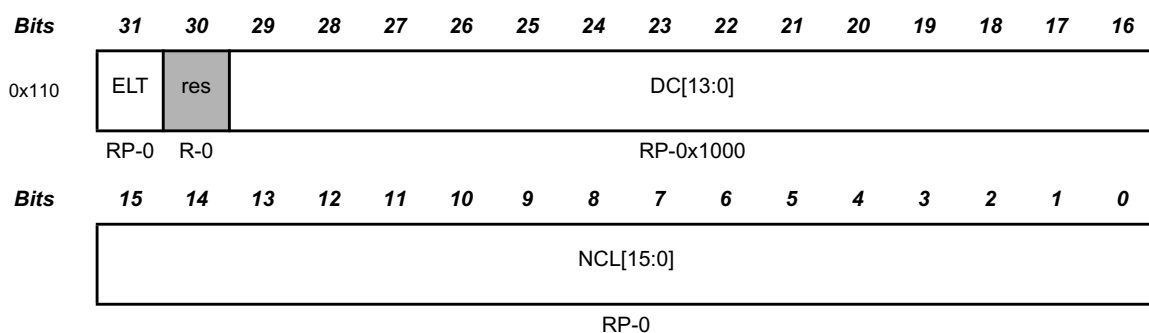 Bits 31 30 29 28 27 26 25 24 23 22 21 20 19 18 17 16
0x110 ELT res DC[13:0]
RP-0 R-0 RP-0x1000
Bits 15 14 13 12 11 10 9 8 7 6 5 4 3 2 1 0
NCL[15:0]
RP-0